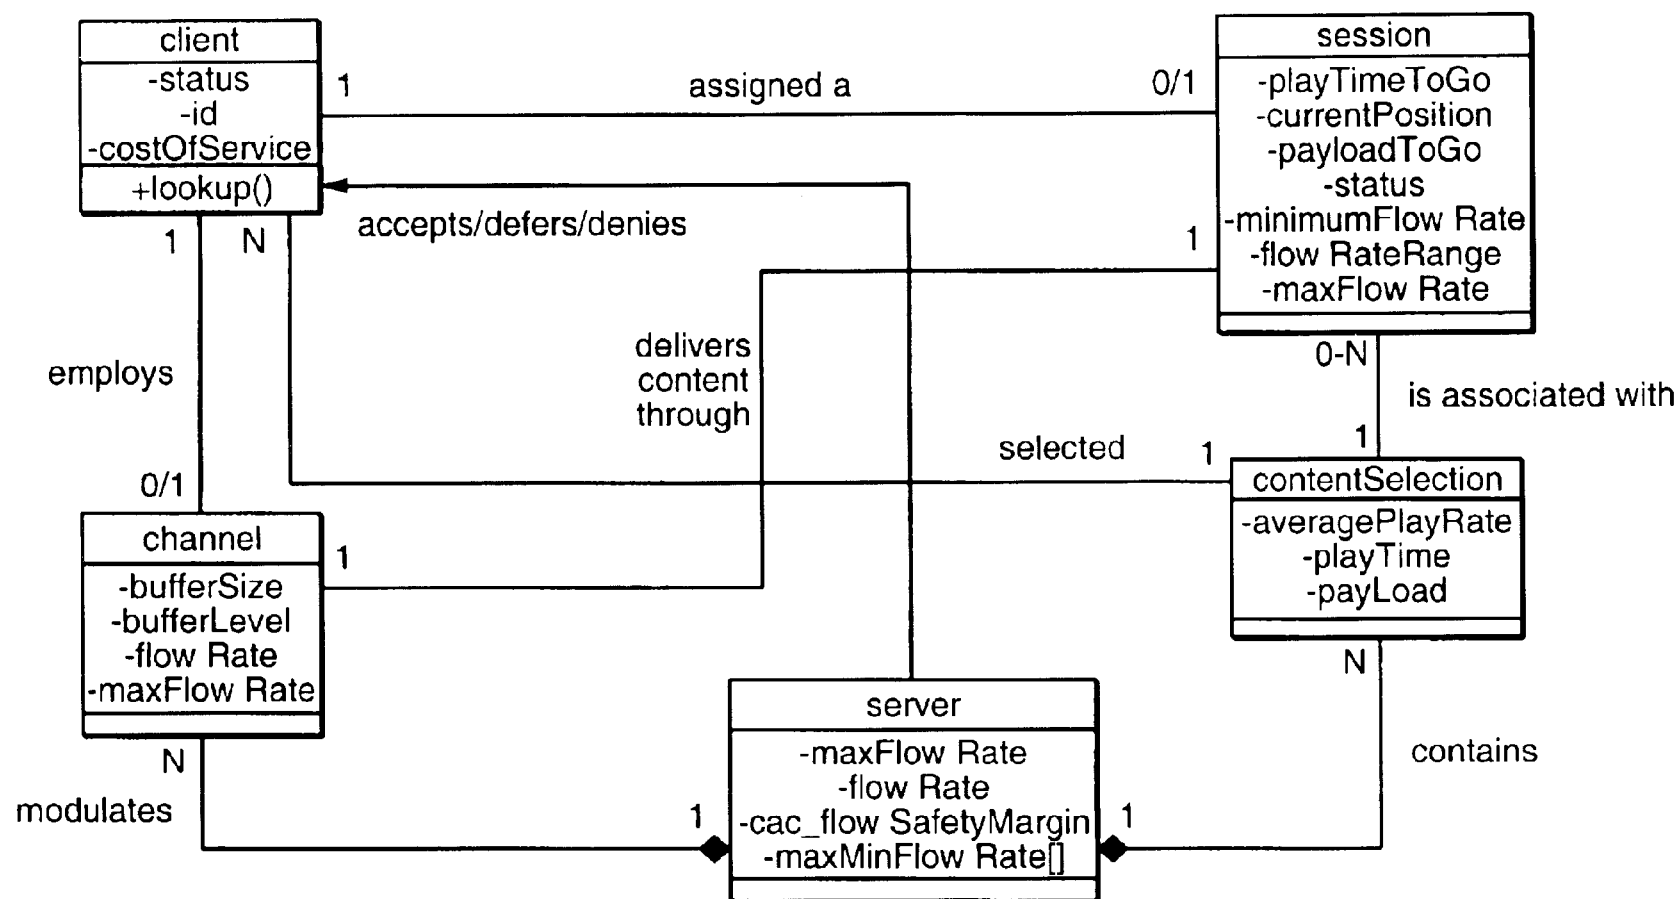 client
-status
-id
-costOfService
+lookup()
1
assigned a
0/1
session
-playTimeToGo
-currentPosition
-payloadToGo
-status
-minimumFlow Rate
-flow RateRange
-maxFlow Rate
accepts/defers/denies
1
N
1
employs
delivers
content
through
0-N
is associated with
1
selected
1
0/1
contentSelection
-averagePlayRate
-playTime
-payLoad
channel
-bufferSize
-bufferLevel
-flow Rate
-maxFlow Rate
1
N
modulates
1
server
-maxFlow Rate
-flow Rate
-cac_flow SafetyMargin
-maxMinFlow Rate[]
1
N
contains